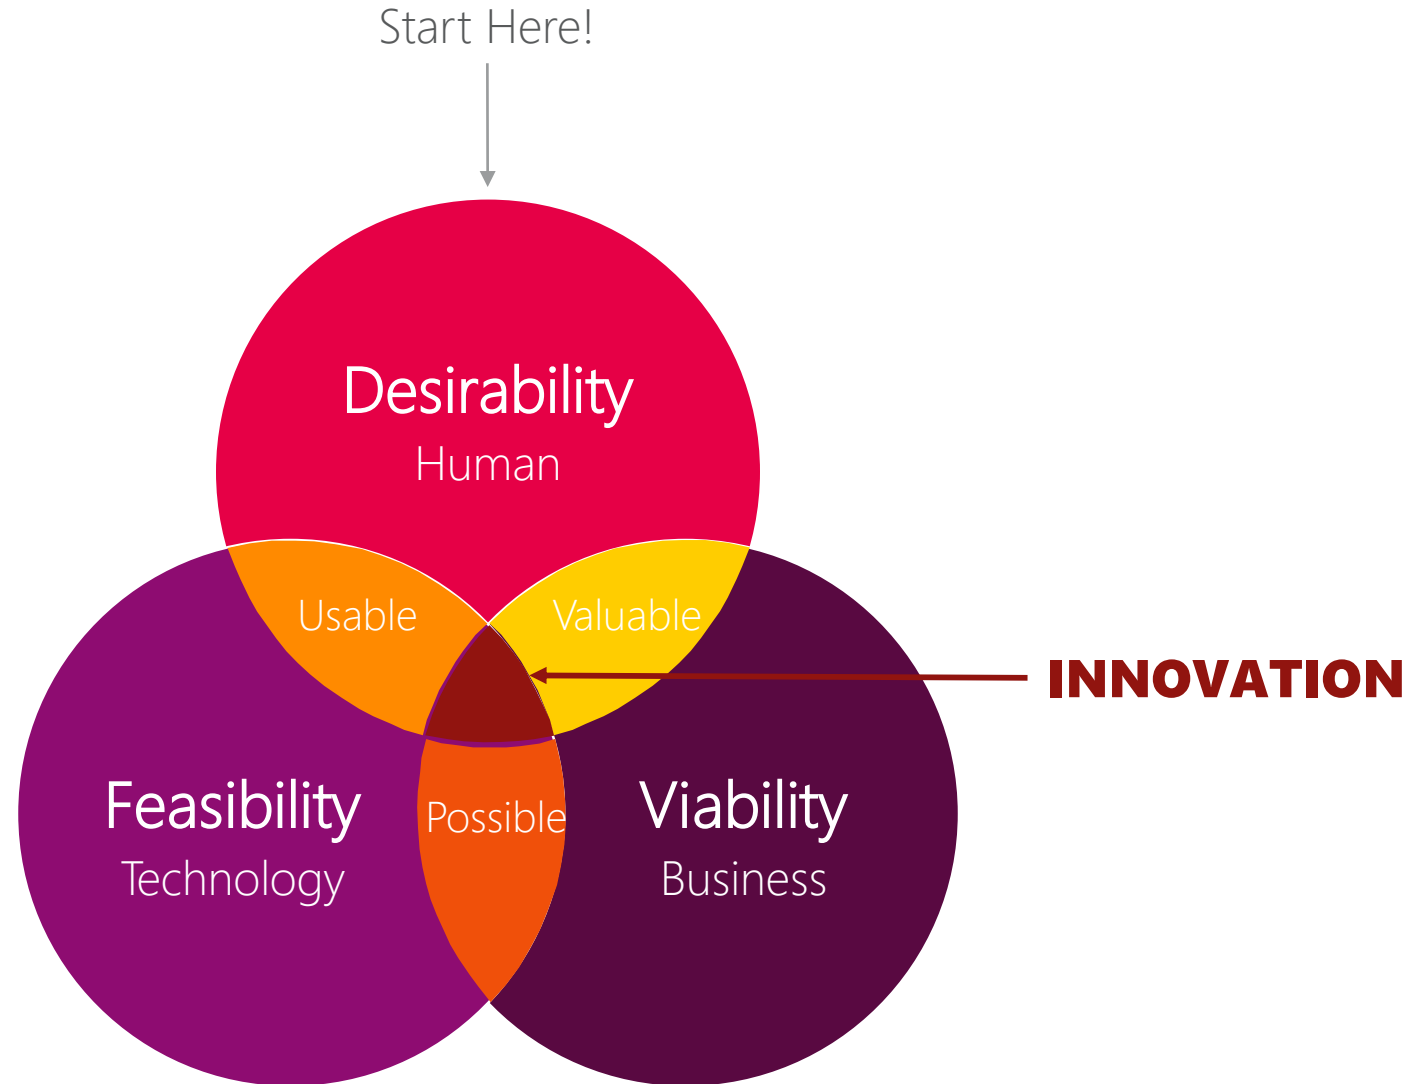 Start Here!
Desirability
Human
Usable
Valuable
INNOVATION
Feasibility
Technology
Possible
Viability
Business